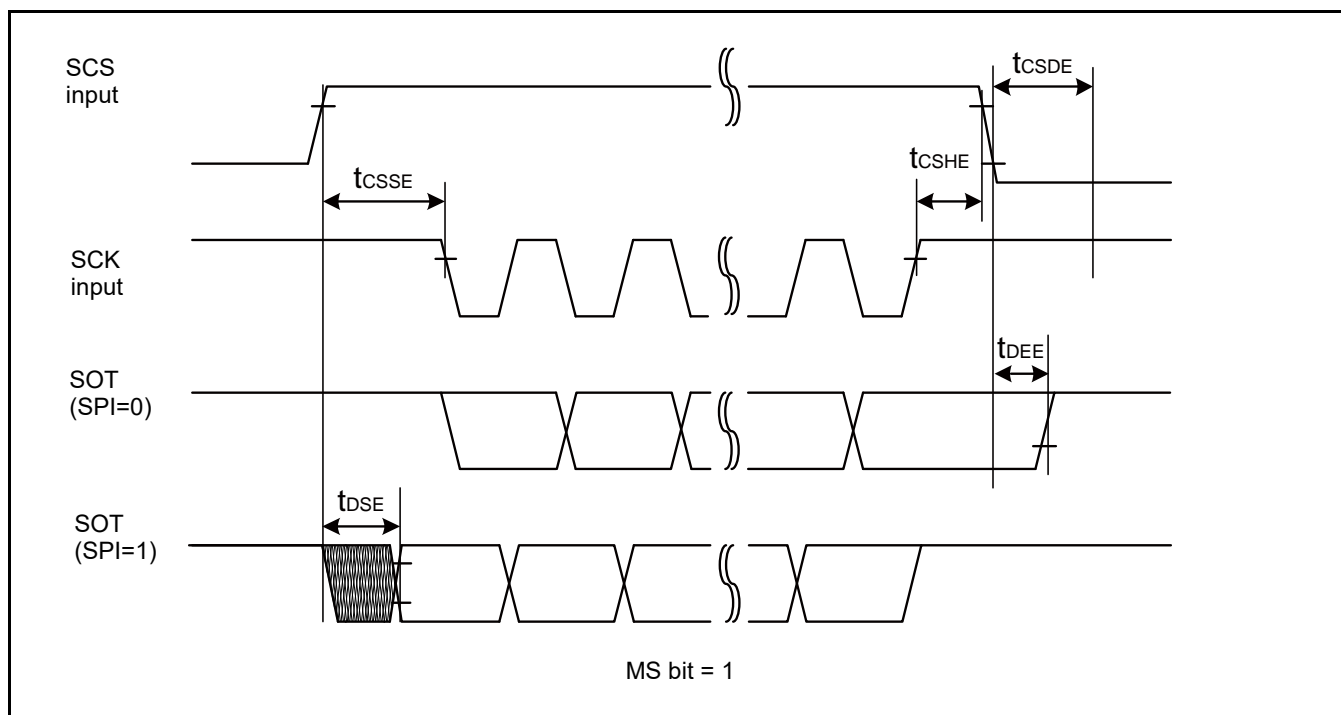 SCS
input
tCSDE
tCSHE
tCSSE
SCK
input
tDEE
SOT
(SPI=0)
tDSE
SOT
(SPI=1)
MS bit = 1